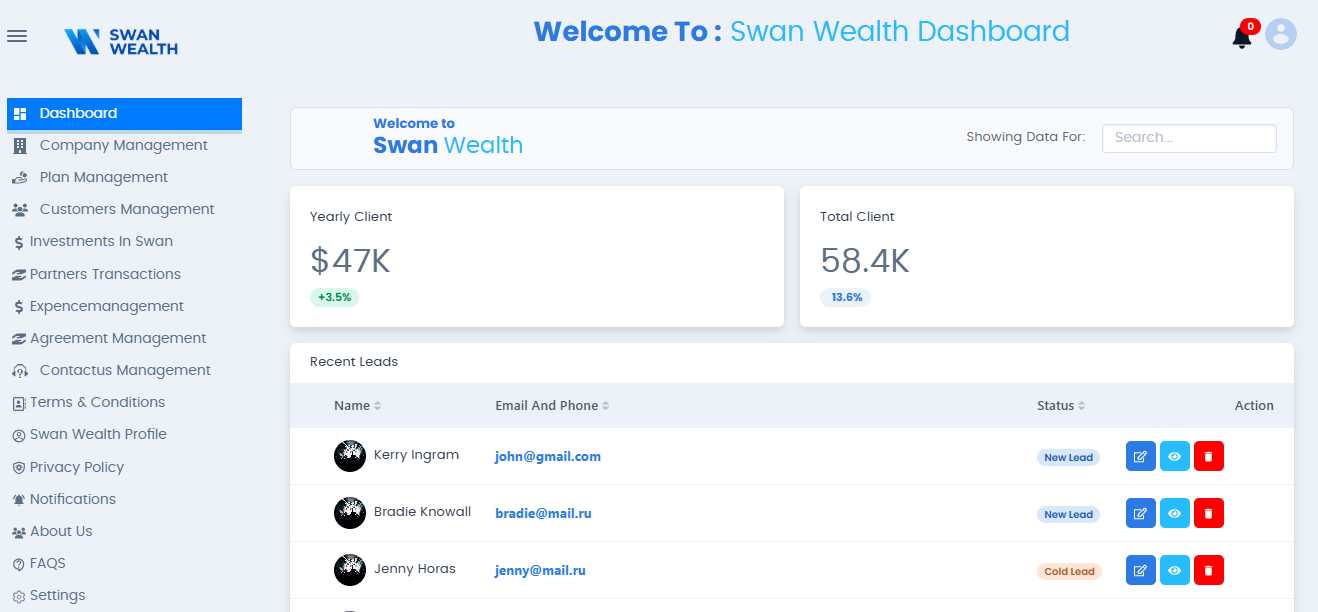 SWAN
WEALTH
Welcome To : Swan Wealth Dashboard
0
Dashboard
Company Management
Plan Management
Customers Management
Investments In Swan
Partners Transactions
Expencemanagement
Agreement Management
Contactus Management
Terms & Conditions
Swan Wealth Profile
Privacy Policy
Notifications
About Us
FAQS
Settings
Welcome to
Swan Wealth
Showing Data For:
Search...
Yearly Client
$47K
+3.5%
Total Client
58.4K
13.6%
Recent Leads
Name Email And Phone Status Action
Kerry Ingram john@gmail.com New Lead
Bradie Knowall bradie@mail.ru New Lead
Jenny Horas jenny@mail.ru Cold Lead